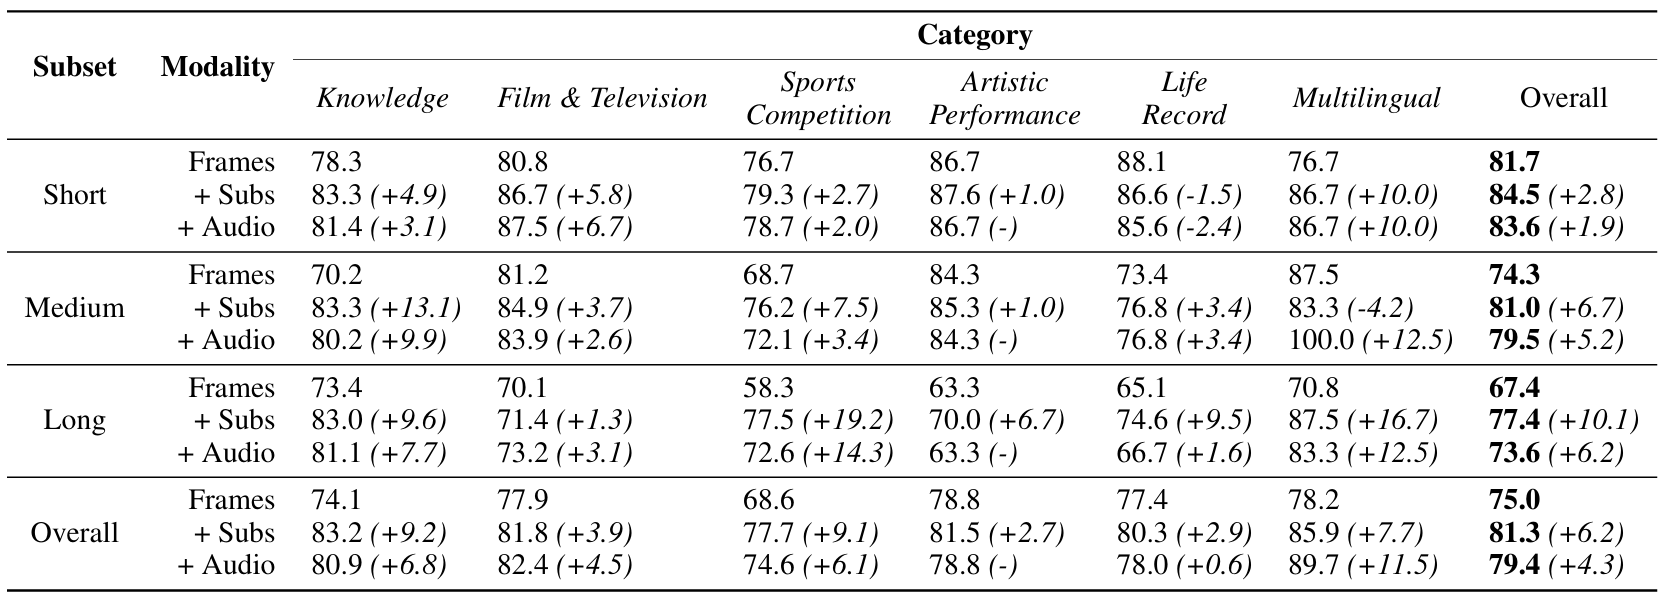 Category
Subset Modality
Knowledge Film & Television Sports Competition Artistic Performance Life Record Multilingual Overall
Short
Frames 78.3 80.8 76.7 86.7 88.1 76.7 81.7
+ Subs 83.3 (+4.9) 86.7 (+5.8) 79.3 (+2.7) 87.6 (+1.0) 86.6 (-1.5) 86.7 (+10.0) 84.5 (+2.8)
+ Audio 81.4 (+3.1) 87.5 (+6.7) 78.7 (+2.0) 86.7 (-) 85.6 (-2.4) 86.7 (+10.0) 83.6 (+1.9)
Medium
Frames 70.2 81.2 68.7 84.3 73.4 87.5 74.3
+ Subs 83.3 (+13.1) 84.9 (+3.7) 76.2 (+7.5) 85.3 (+1.0) 76.8 (+3.4) 83.3 (-4.2) 81.0 (+6.7)
+ Audio 80.2 (+9.9) 83.9 (+2.6) 72.1 (+3.4) 84.3 (-) 76.8 (+3.4) 100.0 (+12.5) 79.5 (+5.2)
Long
Frames 73.4 70.1 58.3 63.3 65.1 70.8 67.4
+ Subs 83.0 (+9.6) 71.4 (+1.3) 77.5 (+19.2) 70.0 (+6.7) 74.6 (+9.5) 87.5 (+16.7) 77.4 (+10.1)
+ Audio 81.1 (+7.7) 73.2 (+3.1) 72.6 (+14.3) 63.3 (-) 66.7 (+1.6) 83.3 (+12.5) 73.6 (+6.2)
Overall
Frames 74.1 77.9 68.6 78.8 77.4 78.2 75.0
+ Subs 83.2 (+9.2) 81.8 (+3.9) 77.7 (+9.1) 81.5 (+2.7) 80.3 (+2.9) 85.9 (+7.7) 81.3 (+6.2)
+ Audio 80.9 (+6.8) 82.4 (+4.5) 74.6 (+6.1) 78.8 (-) 78.0 (+0.6) 89.7 (+11.5) 79.4 (+4.3)